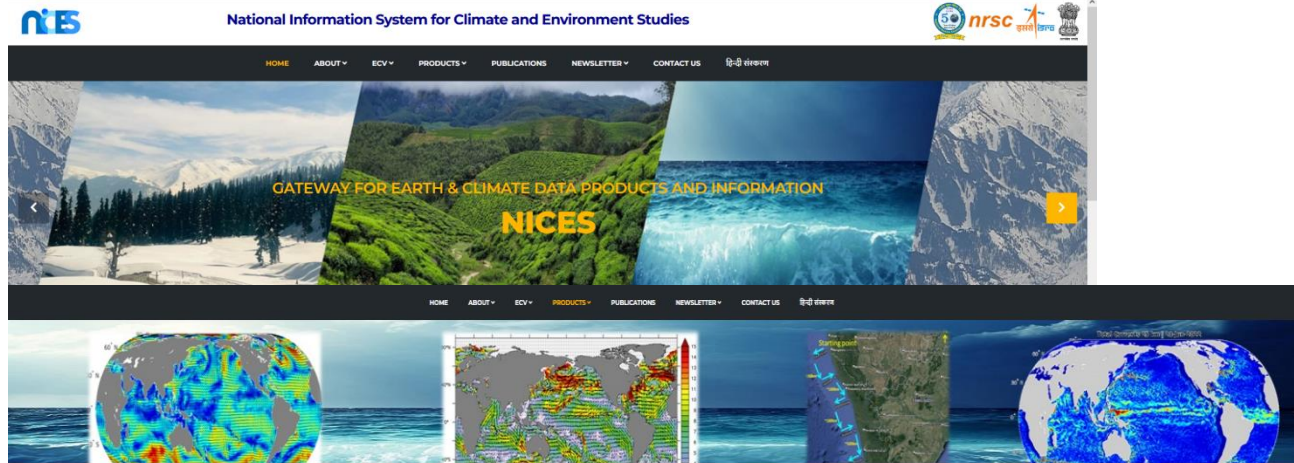 NICES
National Information System for Climate and Environment Studies
50
nrsc
इसरो isro
HOME ABOUT ECV PRODUCTS PUBLICATIONS NEWSLETTER CONTACT US हिन्दी संस्करण
GATEWAY FOR EARTH & CLIMATE DATA PRODUCTS AND INFORMATION
NICES
HOME ABOUT ECV PRODUCTS PUBLICATIONS NEWSLETTER CONTACT US हिन्दी संस्करण
Starting point